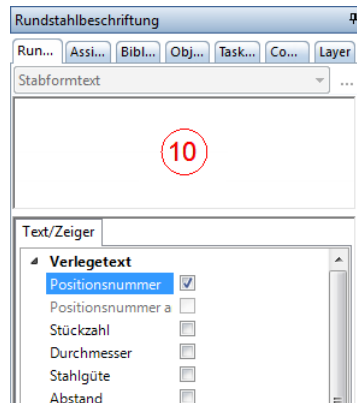 Rundstahlbeschriftung
Run... Assi... Bibl... Obj... Task... Co... Layer
Stabformtext ...
10
Text/Zeiger
Verlegetext
Positionsnummer
Positionsnummer a
Stückzahl
Durchmesser
Stahlgüte
Abstand